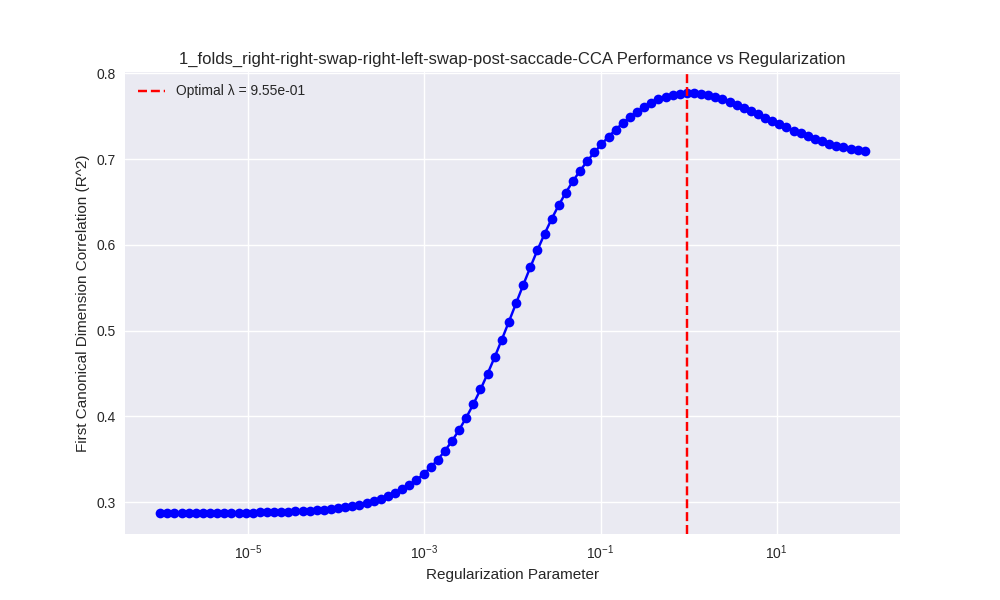 1_folds_right-right-swap-right-left-swap-post-saccade-CCA Performance vs Regularization
Optimal λ = 9.55e-01
First Canonical Dimension Correlation (R^2)
0.8
0.7
0.6
0.5
0.4
0.3
10⁻⁵
10⁻³
10⁻¹
10¹
Regularization Parameter